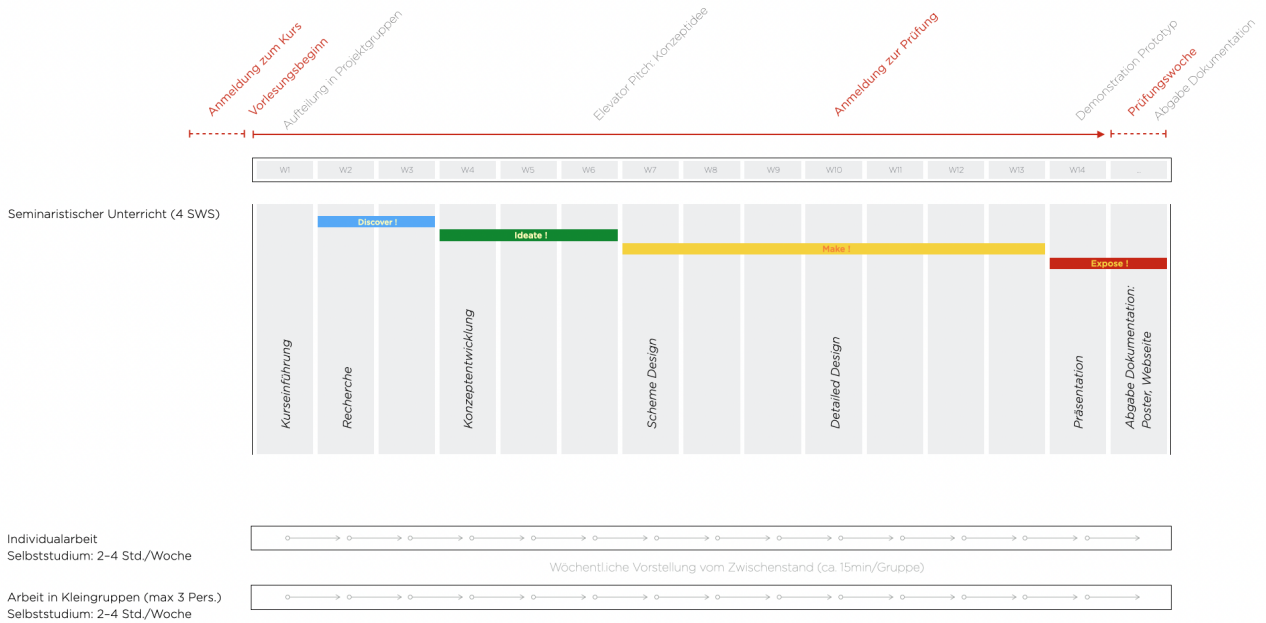 Anmeldung zum Kurs
Vorlesungsbeginn
Aufteilung in Projektgruppen
Elevator Pitch: Konzeptidee
Anmeldung zur Prüfung
Demonstration Prototyp
Prüfungswoche
Abgabe Dokumentation
W1 W2 W3 W4 W5 W6 W7 W8 W9 W10 W11 W12 W13 W14 ..
Seminaristischer Unterricht (4 SWS)
Discover !
Ideate !
Make !
Expose !
Kurseinführung
Recherche
Konzeptentwicklung
Scheme Design
Detailed Design
Präsentation
Abgabe Dokumentation:
Poster, Webseite
Individualarbeit
Selbststudium: 2–4 Std./Woche
Wöchentliche Vorstellung vom Zwischenstand (ca. 15min/Gruppe)
Arbeit in Kleingruppen (max 3 Pers.)
Selbststudium: 2–4 Std./Woche